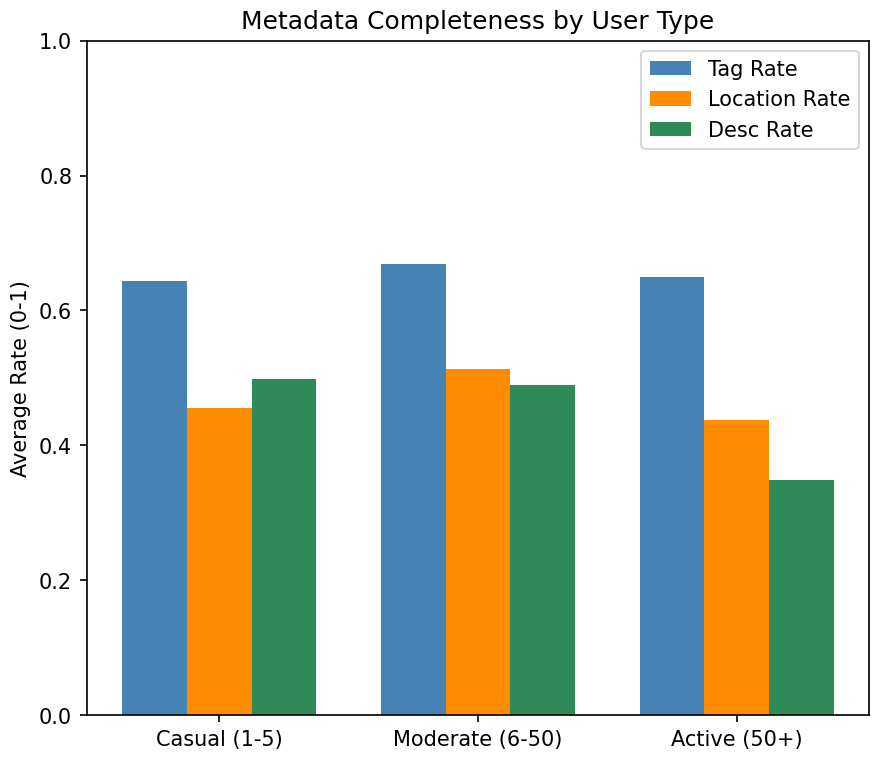 Metadata Completeness by User Type
Tag Rate
Location Rate
Desc Rate
Average Rate (0-1)
1.0
0.8
0.6
0.4
0.2
0.0
Casual (1-5)
Moderate (6-50)
Active (50+)